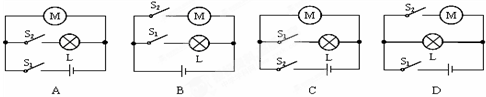 M M M M
S₂ L S₁ A
S₂ S₁ L B
S₁ L S₂ C
S₂ L S₁ D